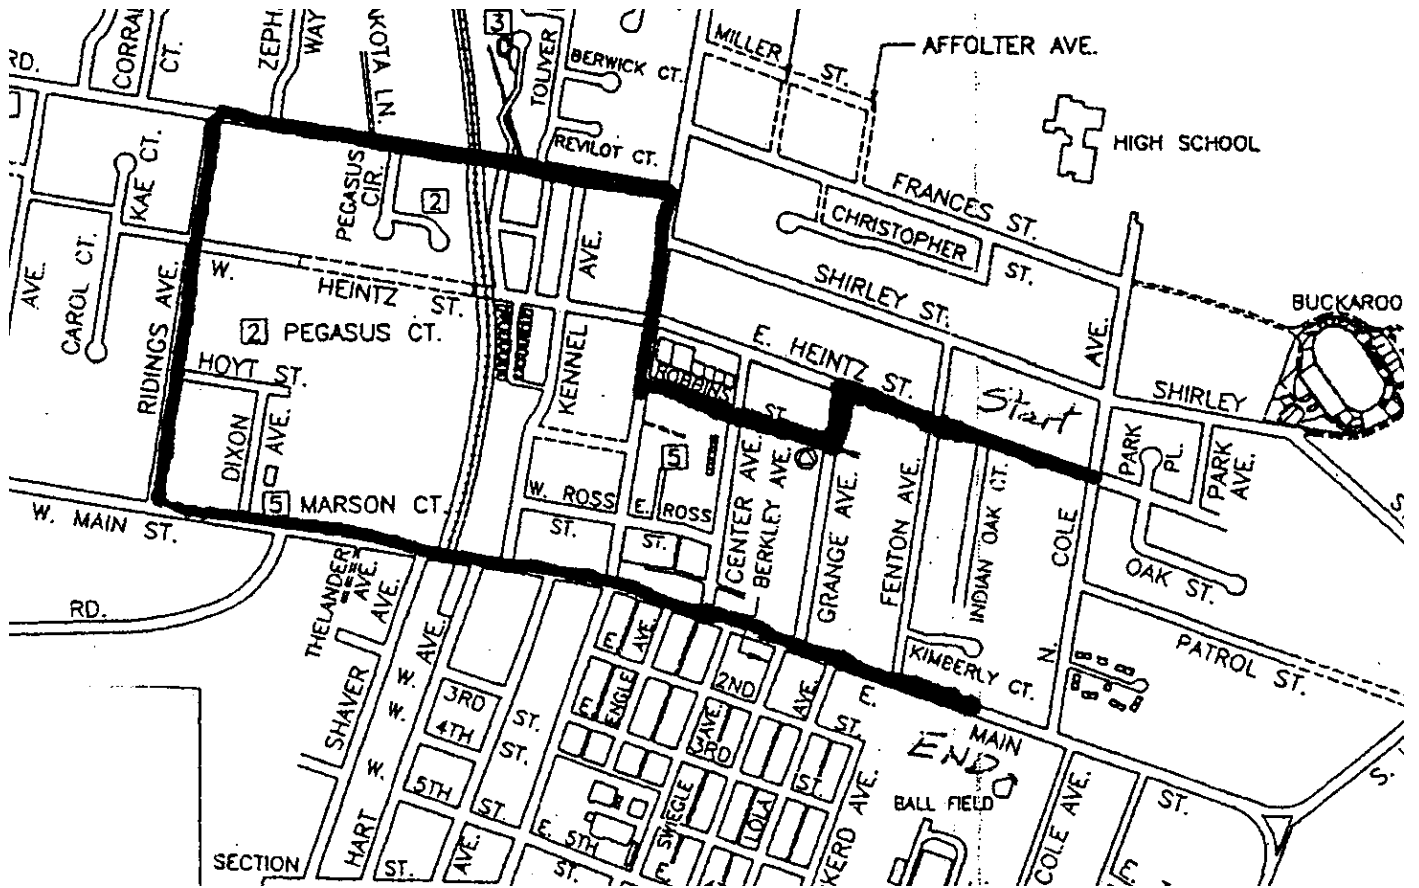 RD.
CORRA
CT.
ZEPH
WAY
KOTA LN.
3
TOLIVER
BERWICK CT.
REVILOT CT.
MILLER ST.
AFFOLTER AVE.
HIGH SCHOOL
KAE CT.
PEGASUS CIR.
2
FRANCES ST.
CHRISTOPHER ST.
AVE.
CAROL CT.
RIDINGS AVE.
W. HEINTZ ST.
KENNEL AVE.
SHIRLEY ST.
BUCKAROO
2 PEGASUS CT.
E. HEINTZ ST.
HOYT ST.
ROBBINS ST.
Start
AVE.
SHIRLEY
DIXON AVE.
5
PARK PL.
PARK AVE.
5 MARSON CT.
W. ROSS ST.
E. ROSS ST.
CENTER AVE.
BERKLEY AVE.
GRANGE AVE.
FENTON AVE.
INDIAN OAK CT.
N. COLE
OAK ST.
S.
W. MAIN ST.
RD.
THELANDER AVE.
SHAVER AVE.
KIMBERLY CT.
PATROL ST.
HART AVE.
W. 3RD ST.
W. 4TH ST.
W. 5TH ST.
E.
ENGLE AVE.
E.
2ND ST.
3RD ST.
AVE.
AVE.
E. MAIN ST.
END
BALL FIELD
E. 5TH ST.
SWEGLE
LOLA
KERD AVE.
COLE AVE.
S.
SECTION
ST.
AVE.
E.
E.